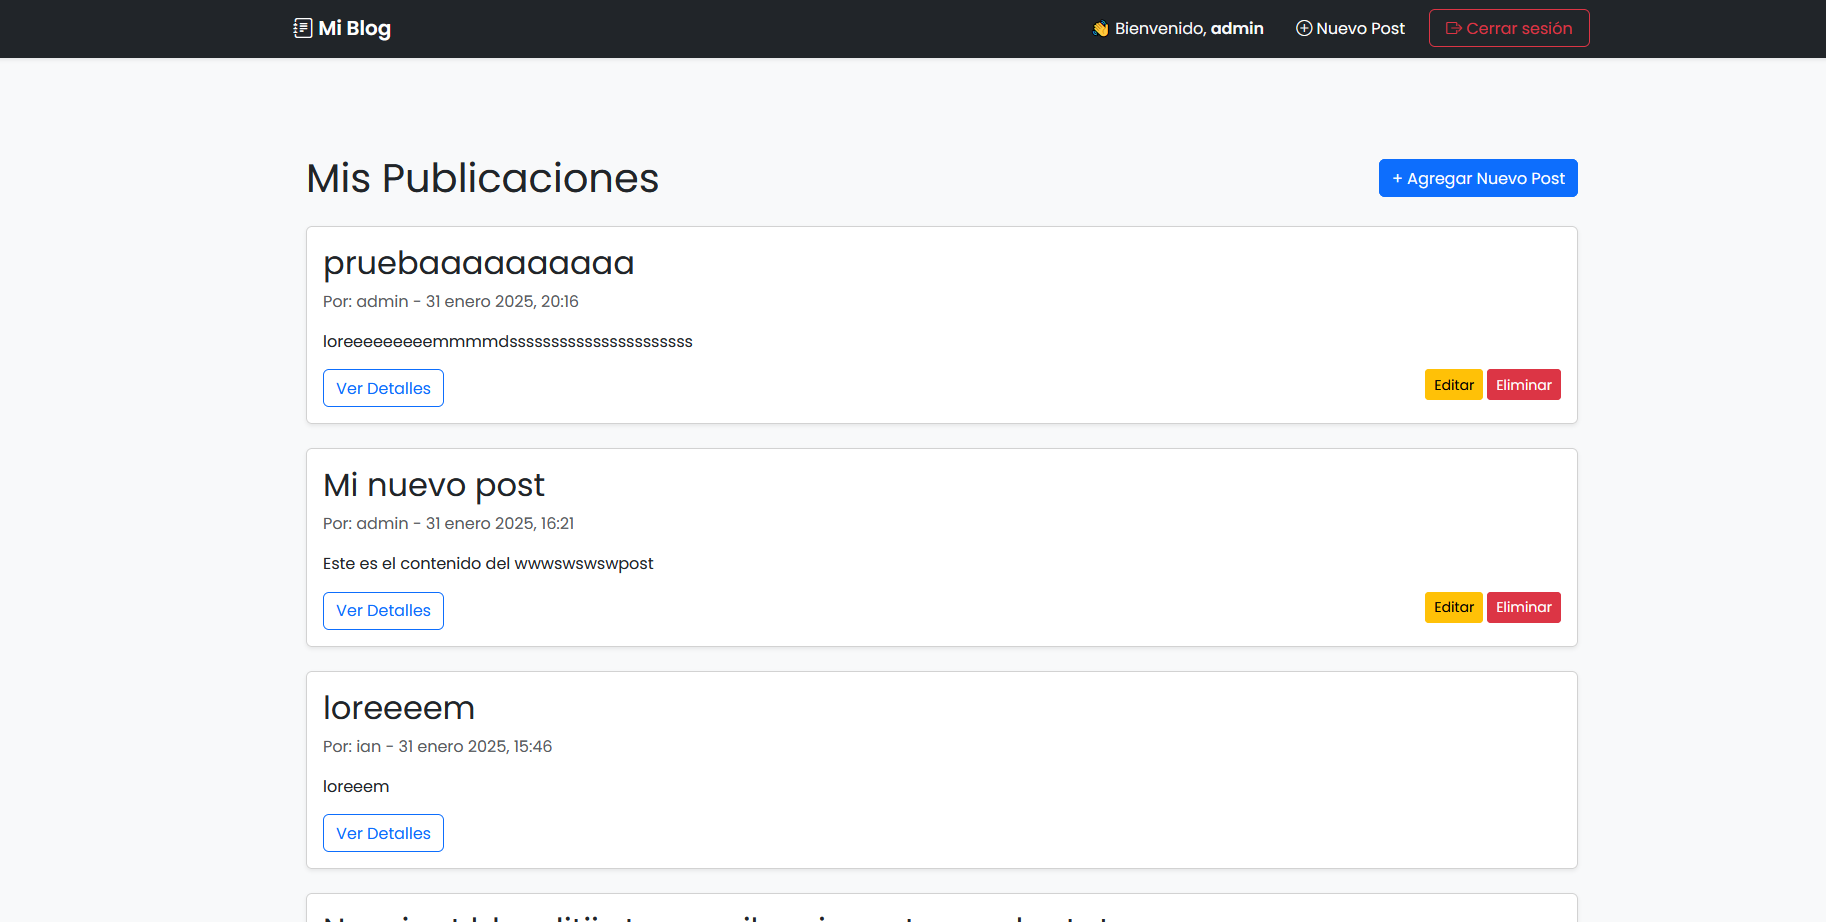 Mi Blog
👋 Bienvenido, admin
Nuevo Post
Cerrar sesión
Mis Publicaciones
+ Agregar Nuevo Post
pruebaaaaaaaaaa
Por: admin - 31 enero 2025, 20:16
loreeeeeeeeemmmmdssssssssssssssssssssss
Ver Detalles
Editar
Eliminar
Mi nuevo post
Por: admin - 31 enero 2025, 16:21
Este es el contenido del wwwswswswpost
Ver Detalles
Editar
Eliminar
loreeeem
Por: ian - 31 enero 2025, 15:46
loreeem
Ver Detalles